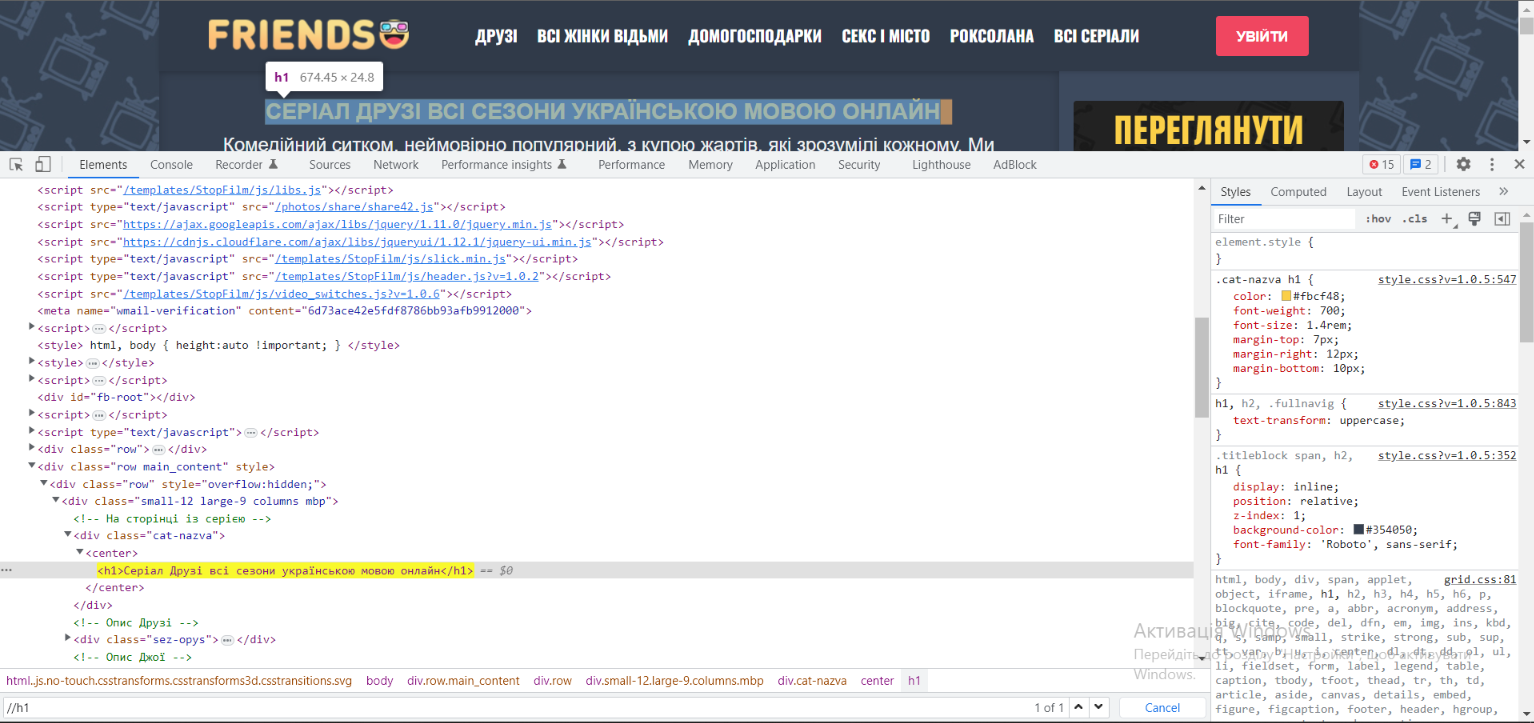 FRIENDS
ДРУЗІ ВСІ ЖІНКИ ВІДЬМИ ДОМОГОСПОДАРКИ СЕКС І МІСТО РОКСОЛАНА ВСІ СЕРІАЛИ
УВІЙТИ
h1 674.45 × 24.8
СЕРІАЛ ДРУЗІ ВСІ СЕЗОНИ УКРАЇНСЬКОЮ МОВОЮ ОНЛАЙН
Комедійний ситком, неймовірно популярний, з купою жартів, які зрозумілі кожному. Ми
ПЕРЕГЛЯНУТИ
Elements Console Recorder Sources Network Performance insights Performance Memory Application Security Lighthouse AdBlock 15 2
<script src="/templates/StopFilm/js/libs.js"></script>
<script type="text/javascript" src="/photos/share/share42.js"></script>
<script src="https://ajax.googleapis.com/ajax/libs/jquery/1.11.0/jquery.min.js"></script>
<script src="https://cdnjs.cloudflare.com/ajax/libs/jqueryui/1.12.1/jquery-ui.min.js"></script>
<script type="text/javascript" src="/templates/StopFilm/js/slick.min.js"></script>
<script type="text/javascript" src="/templates/StopFilm/js/header.js?v=1.0.2"></script>
<script src="/templates/StopFilm/js/video_switches.js?v=1.0.6"></script>
<meta name="wmail-verification" content="6d73ace42e5fdf8786bb93afb9912000">
<script>…</script>
<style> html, body { height:auto !important; } </style>
<style>…</style>
<script>…</script>
<div id="fb-root"></div>
<script>…</script>
<script type="text/javascript">…</script>
<div class="row">…</div>
<div class="row main_content" style>
<div class="row" style="overflow:hidden;">
<div class="small-12 large-9 columns mbp">
<!-- На сторінці із серією -->
<div class="cat-nazva">
<center>
… <h1>Серіал Друзі всі сезони українською мовою онлайн</h1> == $0
</center>
</div>
<!-- Опис Друзі -->
<div class="sez-opys">…</div>
<!-- Опис Джої -->
html.js.no-touch.csstransforms.csstransforms3d.csstransitions.svg body div.row.main_content div.row div.small-12.large-9.columns.mbp div.cat-nazva center h1
//h1 1 of 1 Cancel
Styles Computed Layout Event Listeners »
Filter :hov .cls +
element.style {
}
.cat-nazva h1 { style.css?v=1.0.5:547
color: #fbcf48;
font-weight: 700;
font-size: 1.4rem;
margin-top: 7px;
margin-right: 12px;
margin-bottom: 10px;
}
h1, h2, .fullnavig { style.css?v=1.0.5:843
text-transform: uppercase;
}
.titleblock span, h2, style.css?v=1.0.5:352
h1 {
display: inline;
position: relative;
z-index: 1;
background-color: #354050;
font-family: 'Roboto', sans-serif;
}
html, body, div, span, applet, grid.css:81
object, iframe, h1, h2, h3, h4, h5, h6, p,
blockquote, pre, a, abbr, acronym, address,
big, cite, code, del, dfn, em, img, ins, kbd,
q, s, samp, small, strike, strong, sub, sup,
tt, var, b, u, i, center, dl, dt, dd, ol, ul,
li, fieldset, form, label, legend, table,
caption, tbody, tfoot, thead, tr, th, td,
article, aside, canvas, details, embed,
figure, figcaption, footer, header, hgroup,
Активація Windows
Перейдіть до розділу "Настройки", щоб активувати
Windows.